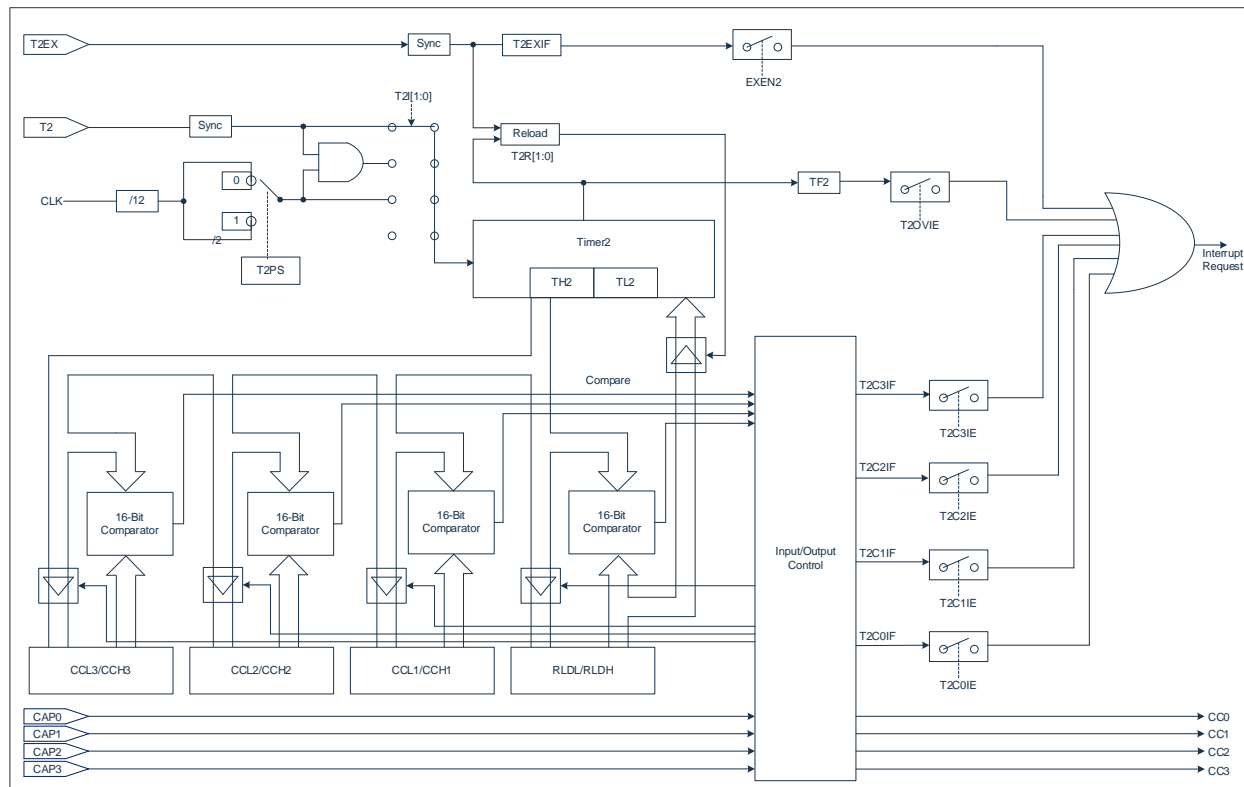 T2EX
Sync
T2EXIF
EXEN2
T2I[1:0]
T2
Sync
Reload
T2R[1:0]
0
CLK
/12
TF2
1
/2
T2OVIE
Timer2
T2PS
TH2
TL2
Interrupt
Request
Compare
T2C3IF
T2C3IE
16-Bit
Comparator
16-Bit
Comparator
16-Bit
Comparator
16-Bit
Comparator
T2C2IF
T2C2IE
Input/Output
Control
T2C1IF
T2C1IE
T2C0IF
T2C0IE
CCL3/CCH3
CCL2/CCH2
CCL1/CCH1
RLDL/RLDH
CAP0
CAP1
CAP2
CAP3
CC0
CC1
CC2
CC3